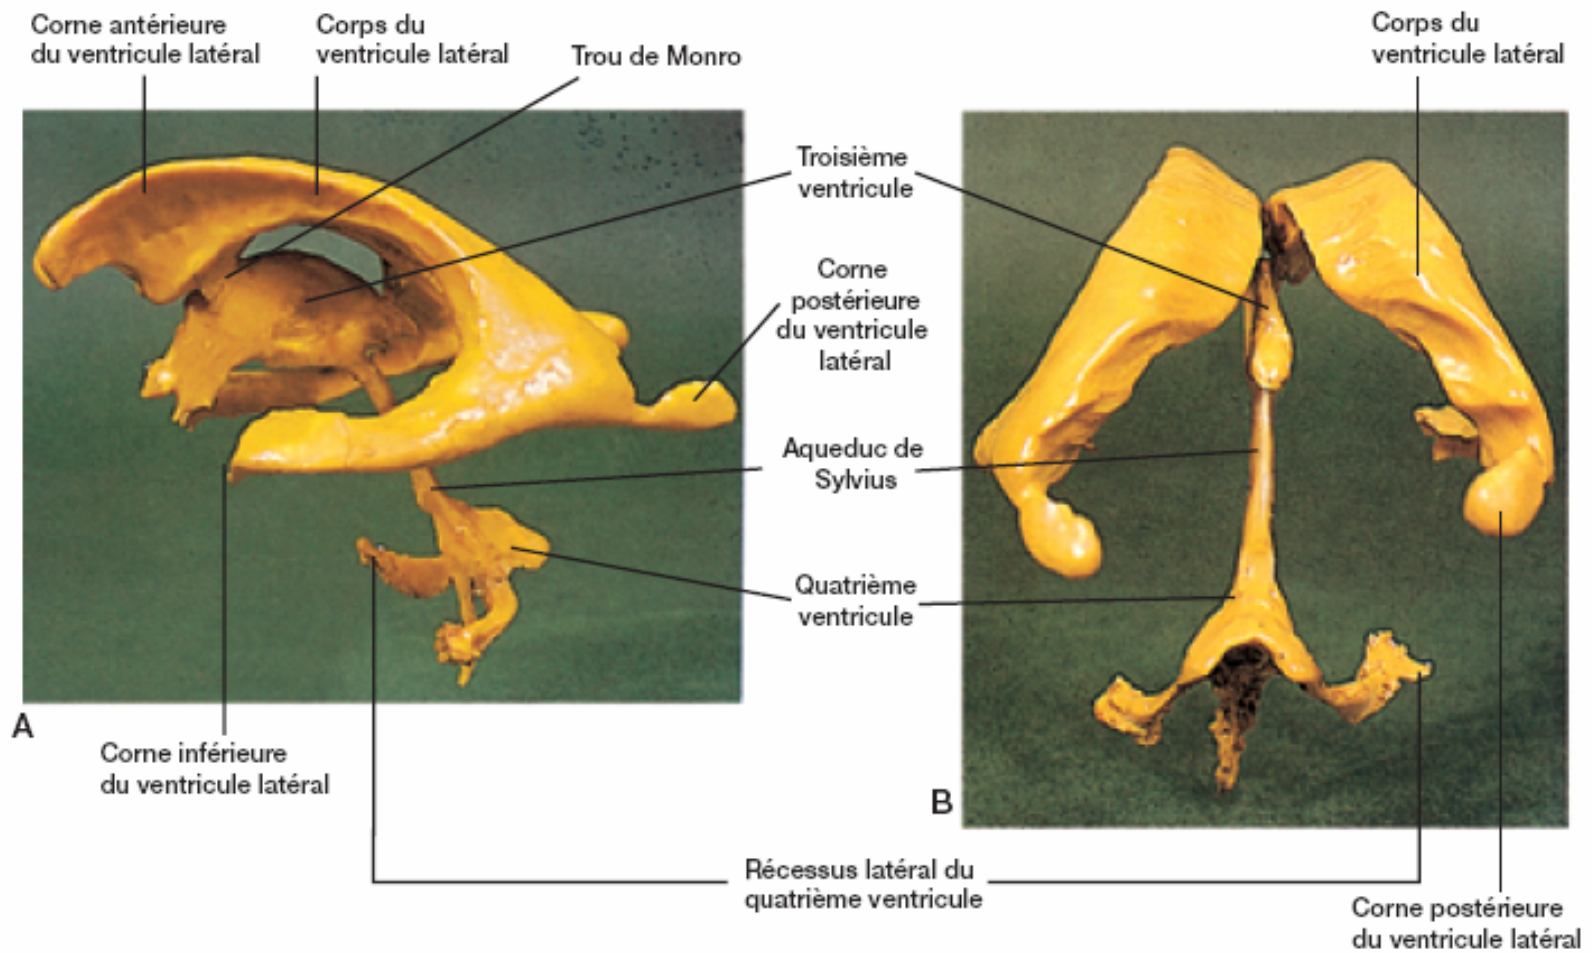 Corne antérieure
du ventricule latéral
Corps du
ventricule latéral
Trou de Monro
Corps du
ventricule latéral
Troisième
ventricule
Corne
postérieure
du ventricule
latéral
Aqueduc de
Sylvius
Quatrième
ventricule
A
Corne inférieure
du ventricule latéral
B
Récessus latéral du
quatrième ventricule
Corne postérieure
du ventricule latéral